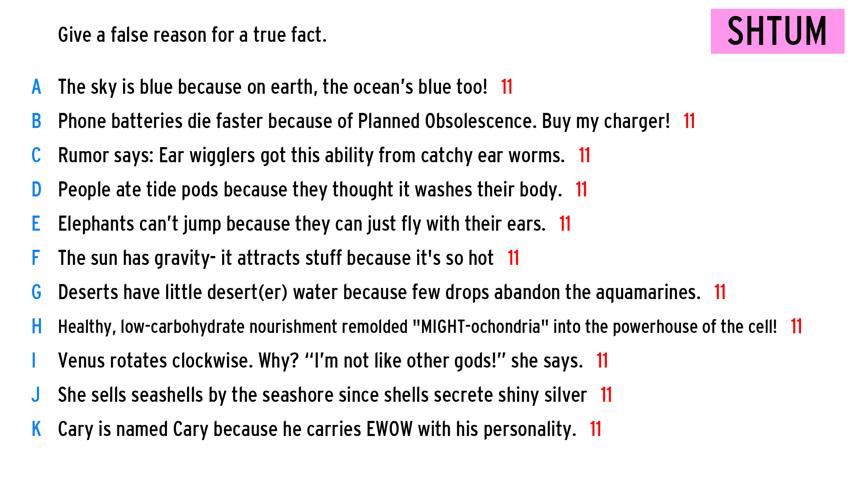 Give a false reason for a true fact.
SHTUM
A The sky is blue because on earth, the ocean's blue too! 11
B Phone batteries die faster because of Planned Obsolescence. Buy my charger! 11
C Rumor says: Ear wigglers got this ability from catchy ear worms. 11
D People ate tide pods because they thought it washes their body. 11
E Elephants can't jump because they can just fly with their ears. 11
F The sun has gravity- it attracts stuff because it's so hot 11
G Deserts have little desert(er) water because few drops abandon the aquamarines. 11
H Healthy, low-carbohydrate nourishment remolded "MIGHT-ochondria" into the powerhouse of the cell! 11
I Venus rotates clockwise. Why? “I'm not like other gods!” she says. 11
J She sells seashells by the seashore since shells secrete shiny silver 11
K Cary is named Cary because he carries EWOW with his personality. 11